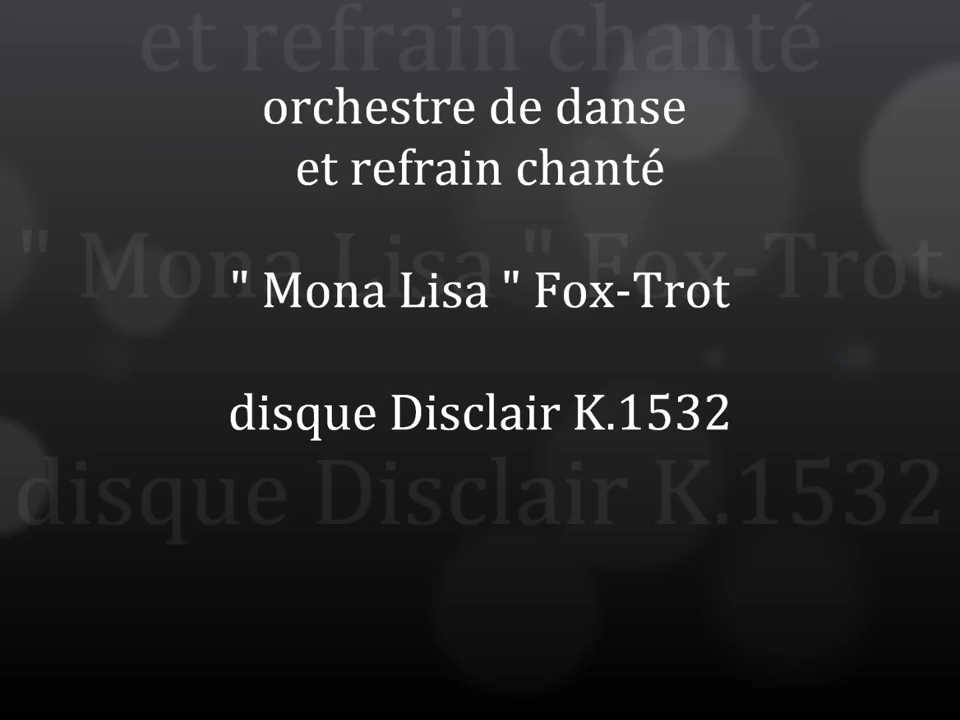 orchestre de danse
et refrain chanté
" Mona Lisa " Fox-Trot
disque Disclair K.1532